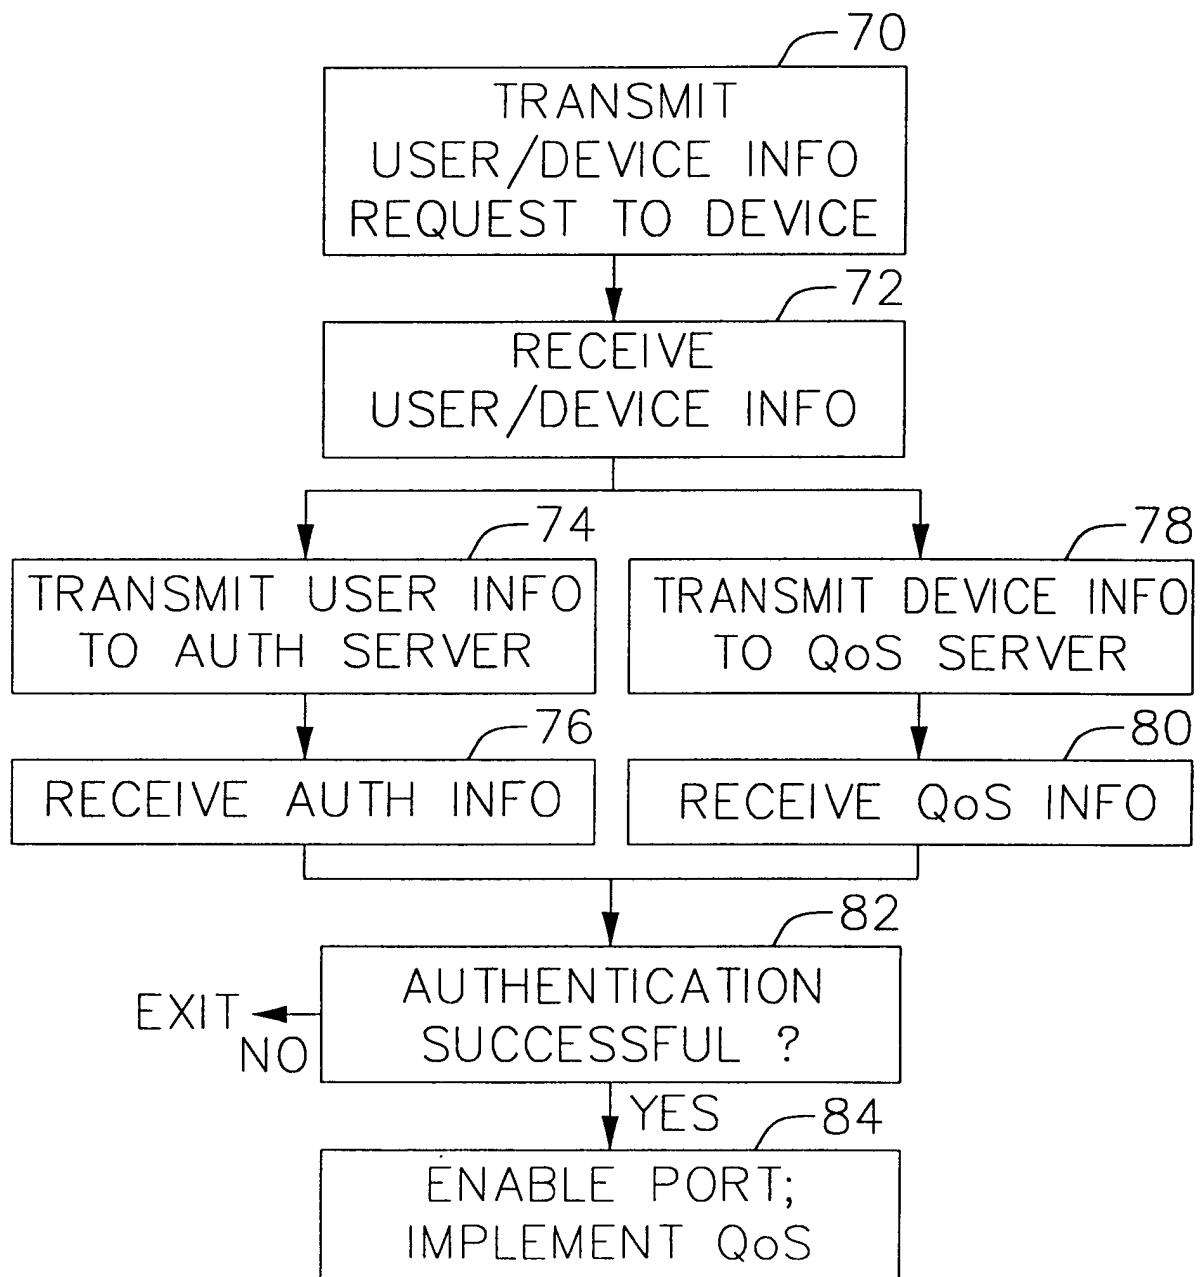 70
TRANSMIT
USER/DEVICE INFO
REQUEST TO DEVICE
72
RECEIVE
USER/DEVICE INFO
74
TRANSMIT USER INFO
TO AUTH SERVER
78
TRANSMIT DEVICE INFO
TO QoS SERVER
76
RECEIVE AUTH INFO
80
RECEIVE QoS INFO
82
AUTHENTICATION
SUCCESSFUL ?
EXIT
NO
YES
84
ENABLE PORT;
IMPLEMENT QoS